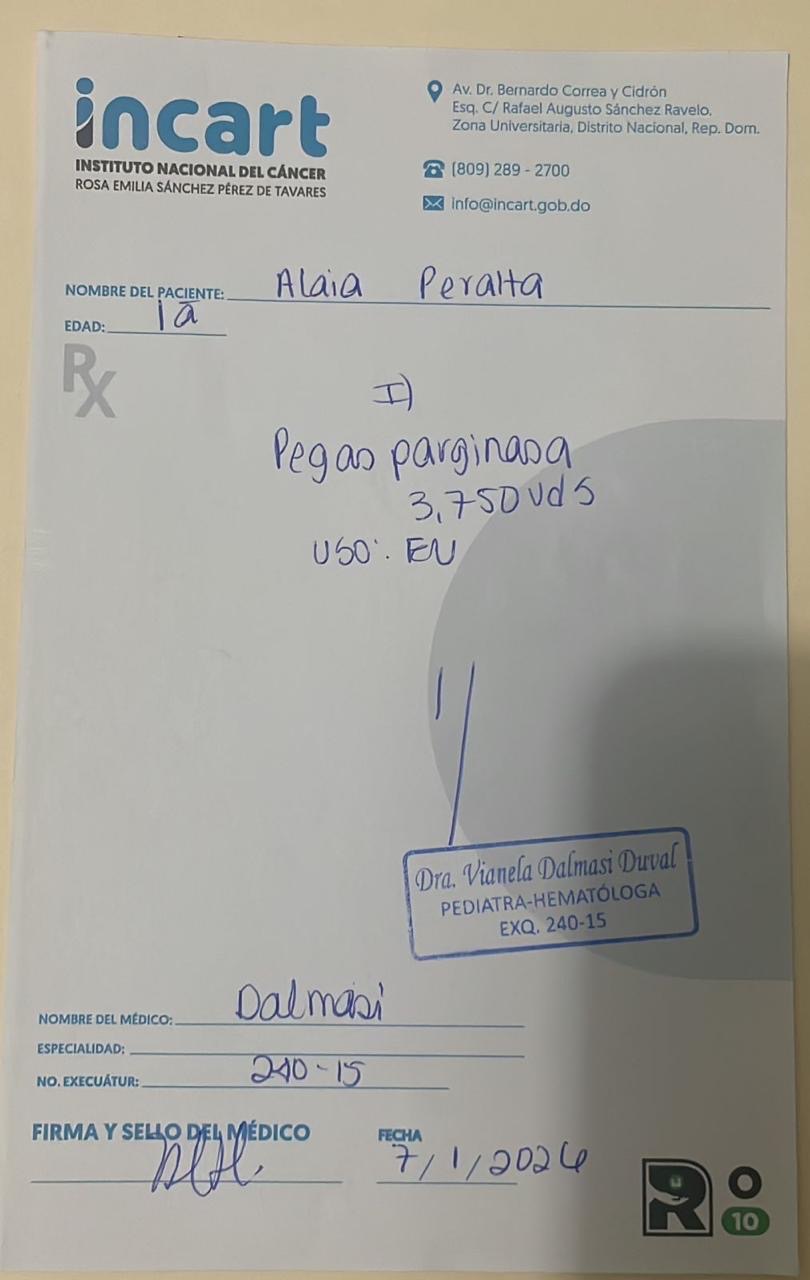 incart
INSTITUTO NACIONAL DEL CÁNCER
ROSA EMILIA SÁNCHEZ PÉREZ DE TAVARES
Av. Dr. Bernardo Correa y Cidrón
Esq. C/ Rafael Augusto Sánchez Ravelo.
Zona Universitaria, Distrito Nacional, Rep. Dom.
(809) 289 - 2700
info@incart.gob.do
NOMBRE DEL PACIENTE: Alaia Peralta
EDAD: 1a
Rx
I)
Pegas parginasa
3,750 uds
USO: EV
Dra. Vianela Dalmasi Duval
PEDIATRA-HEMATÓLOGA
EXQ. 240-15
NOMBRE DEL MÉDICO: Dalmasi
ESPECIALIDAD:
NO. EXECUÁTUR: 240-15
FIRMA Y SELLO DEL MÉDICO
FECHA
7/1/2026
R
10